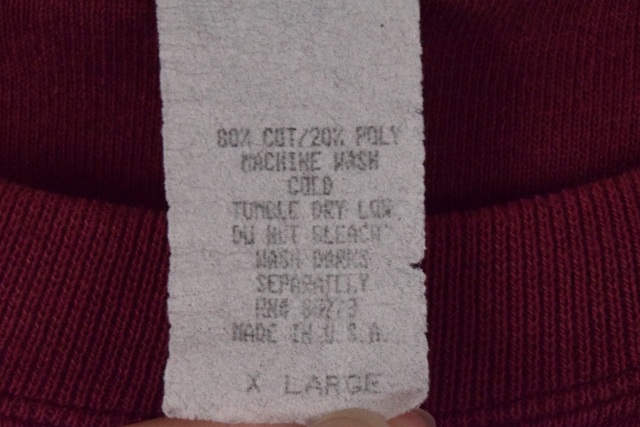 80% COT/20% POLY
MACHINE WASH
COLD
TUMBLE DRY LOW
DO NOT BLEACH
WASH DARKS
SEPARATELY
RN#
MADE IN U.S.A.
X LARGE